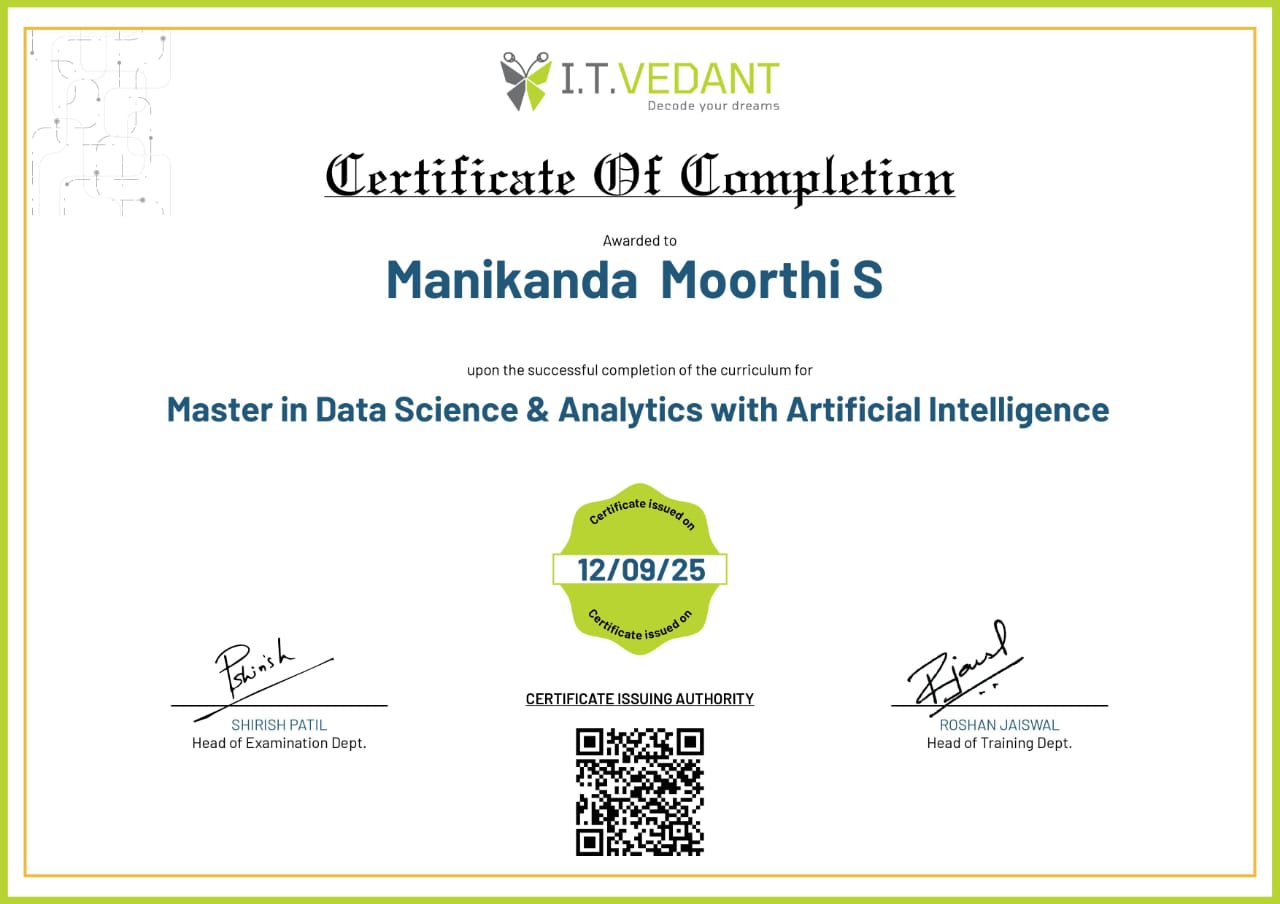 I.T.VEDANT
Decode your dreams
Certificate Of Completion
Awarded to
Manikanda Moorthi S
upon the successful completion of the curriculum for
Master in Data Science & Analytics with Artificial Intelligence
Certificate issued on
12/09/25
Certificate issued on
Pshirish
Rjaisl
CERTIFICATE ISSUING AUTHORITY
SHIRISH PATIL
Head of Examination Dept.
ROSHAN JAISWAL
Head of Training Dept.